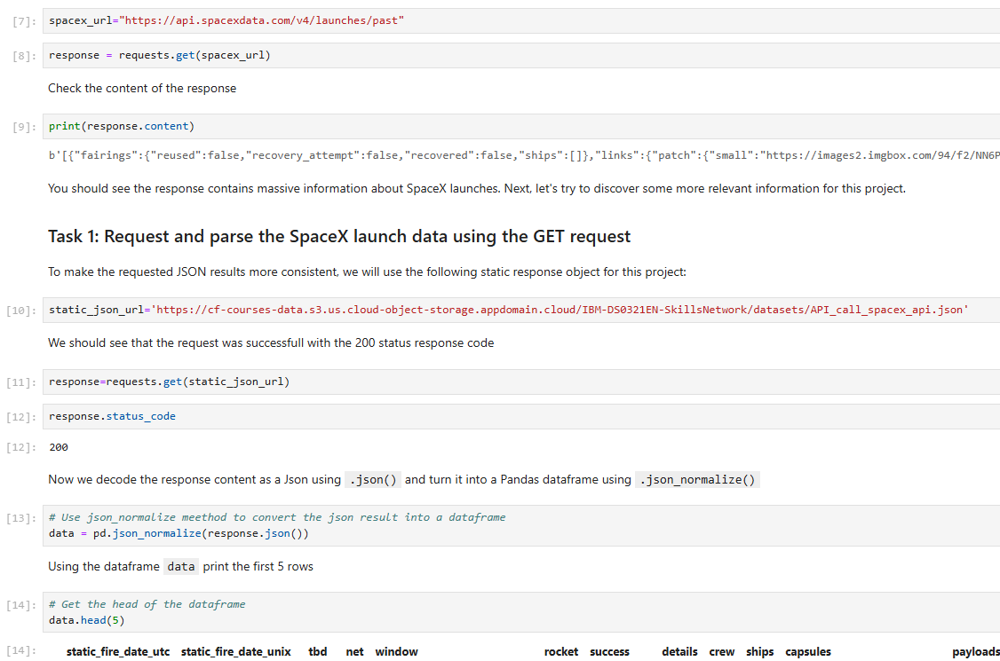 [7]: spacex_url="https://api.spacexdata.com/v4/launches/past"
[8]: response = requests.get(spacex_url)
Check the content of the response
[9]: print(response.content)
b'[{"fairings":{"reused":false,"recovery_attempt":false,"recovered":false,"ships":[]},"links":{"patch":{"small":"https://images2.imgbox.com/94/f2/NN6P
You should see the response contains massive information about SpaceX launches. Next, let's try to discover some more relevant information for this project.
Task 1: Request and parse the SpaceX launch data using the GET request
To make the requested JSON results more consistent, we will use the following static response object for this project:
[10]: static_json_url='https://cf-courses-data.s3.us.cloud-object-storage.appdomain.cloud/IBM-DS0321EN-SkillsNetwork/datasets/API_call_spacex_api.json'
We should see that the request was successfull with the 200 status response code
[11]: response=requests.get(static_json_url)
[12]: response.status_code
[12]: 200
Now we decode the response content as a Json using .json() and turn it into a Pandas dataframe using .json_normalize()
[13]: # Use json_normalize meethod to convert the json result into a dataframe
data = pd.json_normalize(response.json())
Using the dataframe data print the first 5 rows
[14]: # Get the head of the dataframe
data.head(5)
[14]: static_fire_date_utc static_fire_date_unix tbd net window rocket success details crew ships capsules payloads